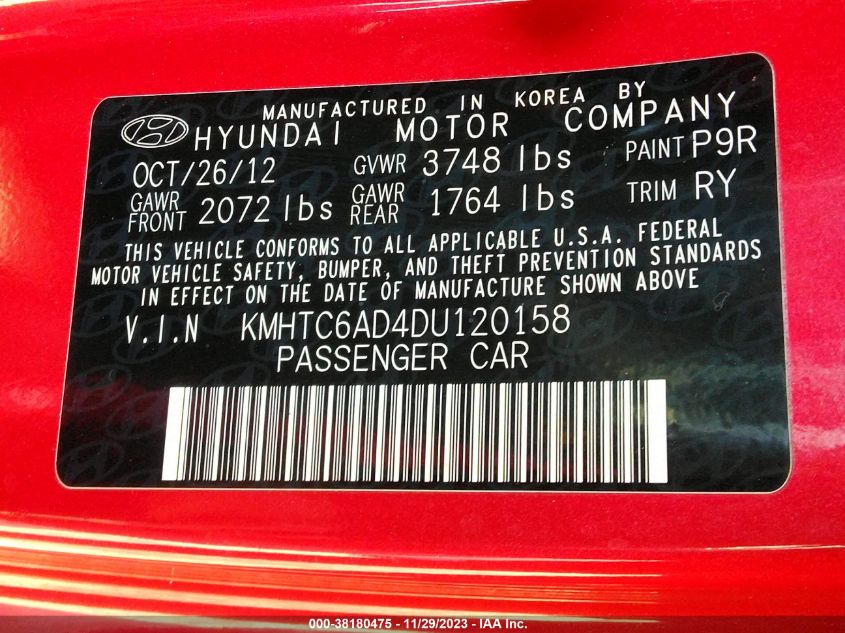 MANUFACTURED IN KOREA BY
HYUNDAI MOTOR COMPANY
OCT/26/12 GVWR 3748 lbs PAINT P9R
GAWR FRONT 2072 lbs GAWR REAR 1764 lbs TRIM RY
THIS VEHICLE CONFORMS TO ALL APPLICABLE U.S.A. FEDERAL
MOTOR VEHICLE SAFETY, BUMPER, AND THEFT PREVENTION STANDARDS
IN EFFECT ON THE DATE OF MANUFACTURE SHOWN ABOVE
V.I.N KMHTC6AD4DU120158
PASSENGER CAR
000-38180475 - 11/29/2023 - IAA Inc.